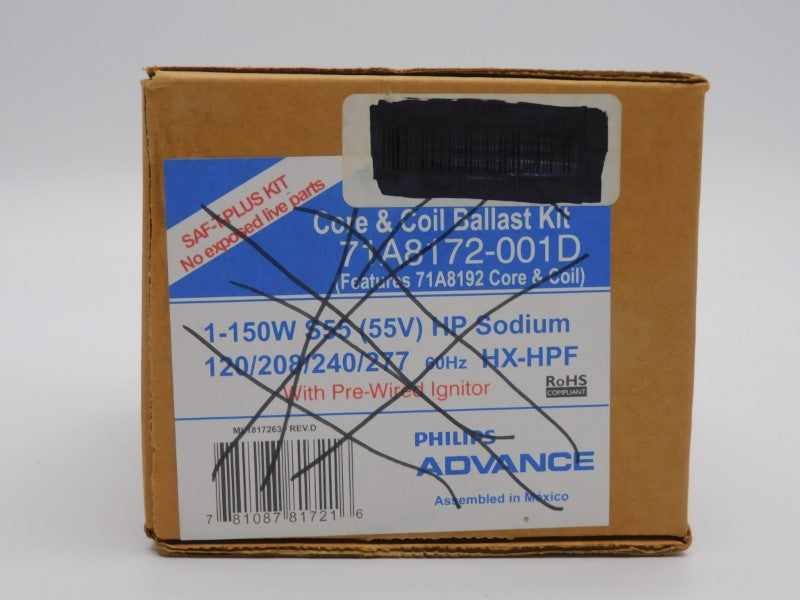 SAF-T-PLUS KIT
No exposed live parts
Core & Coil Ballast Kit
71A8172-001D
(Features 71A8192 Core & Coil)
1-150W S55 (55V) HP Sodium
120/208/240/277 60Hz HX-HPF
With Pre-Wired Ignitor
RoHS
COMPLIANT
REV.D
PHILIPS
ADVANCE
Assembled in México
7 81087 81721 6